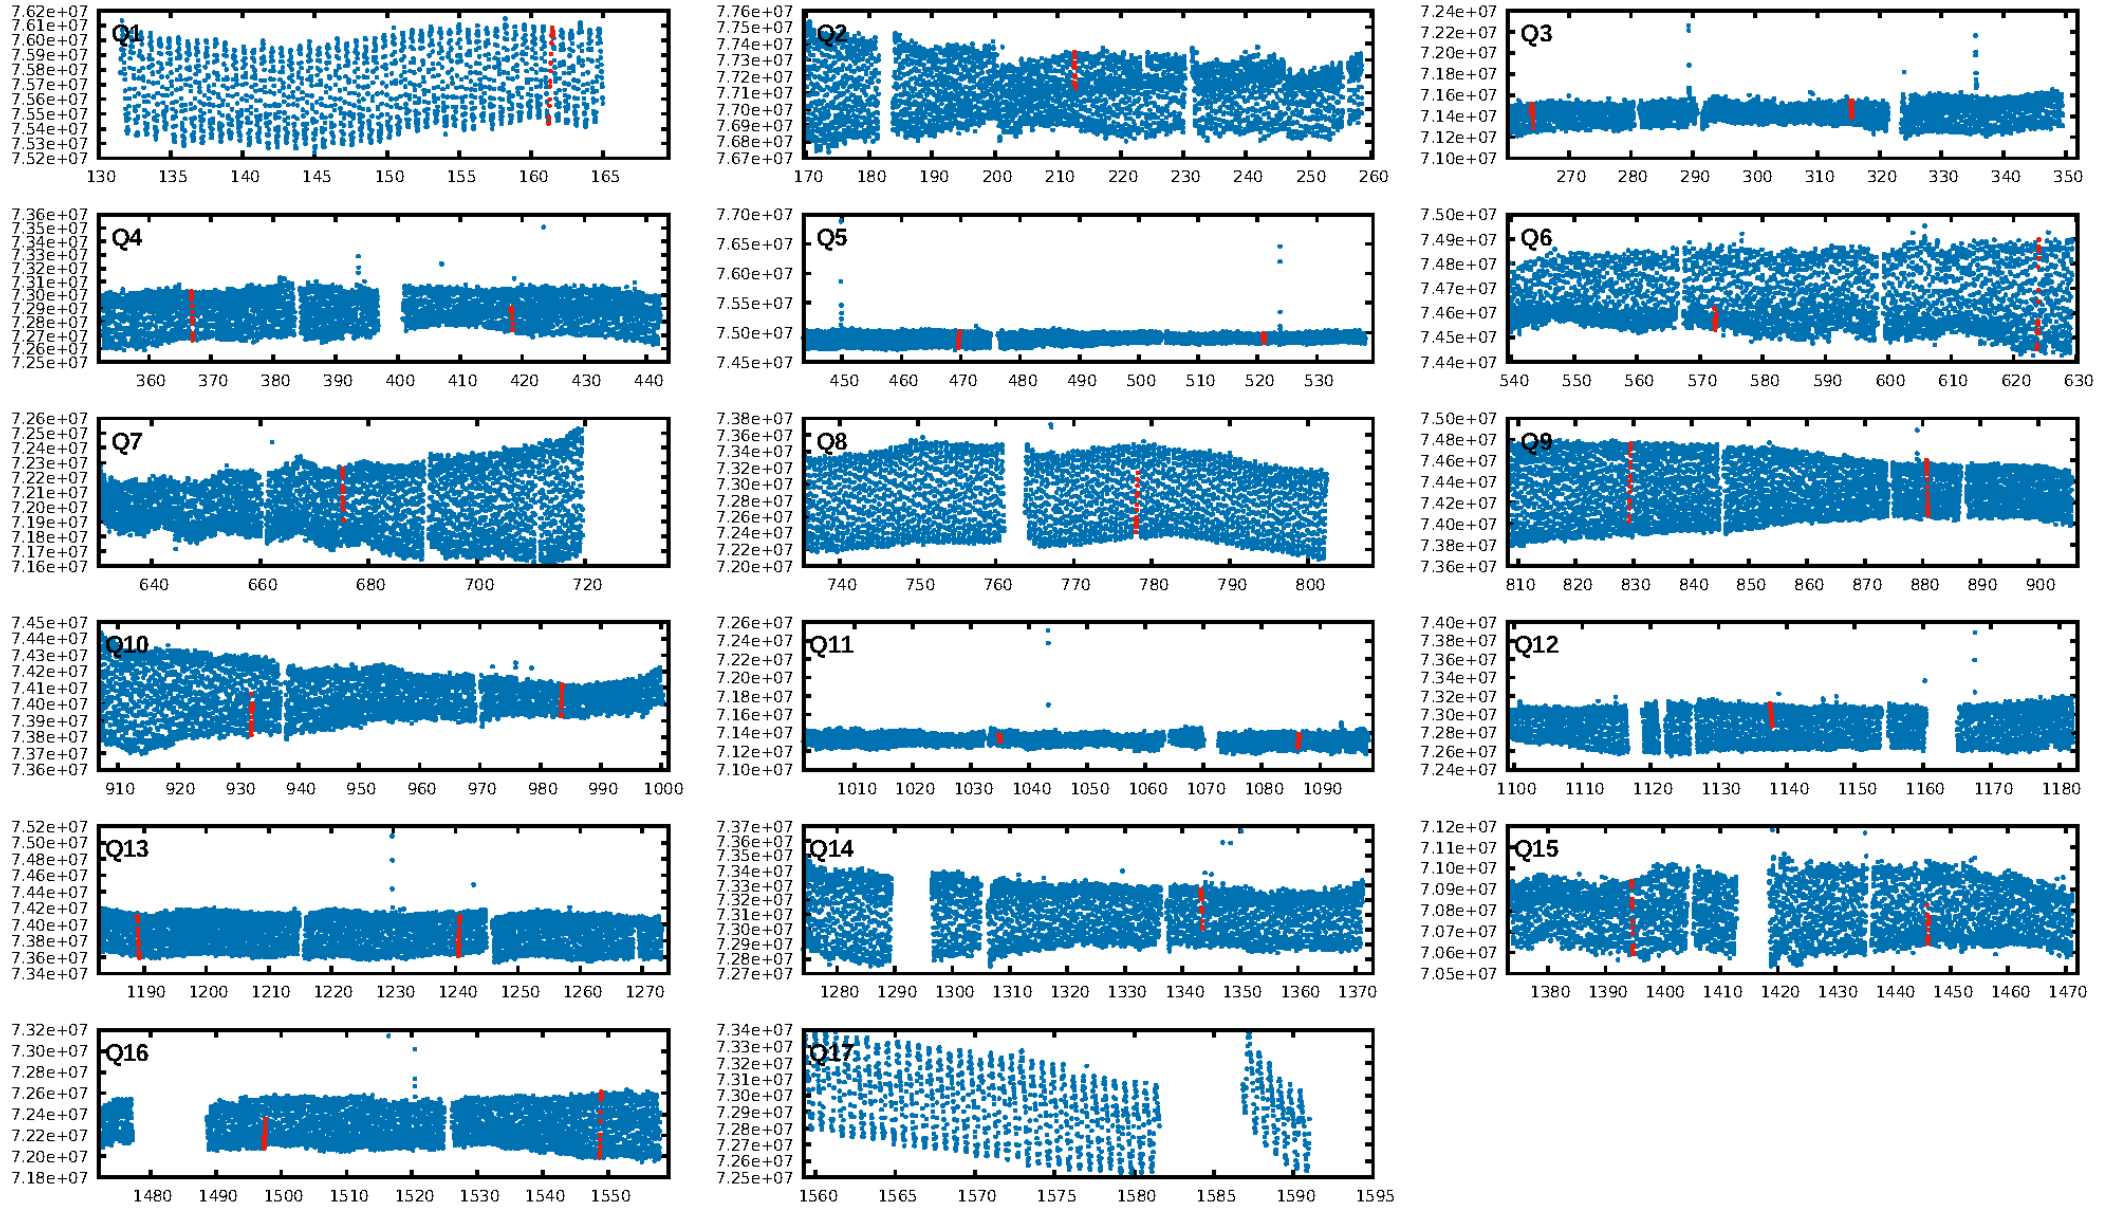 7.62e+07
7.61e+07
7.60e+07
7.59e+07
7.58e+07
7.57e+07
7.56e+07
7.55e+07
7.54e+07
7.53e+07
7.52e+07
Q1
130 135 140 145 150 155 160 165
7.76e+07
7.75e+07
7.74e+07
7.73e+07
7.72e+07
7.71e+07
7.70e+07
7.69e+07
7.68e+07
7.67e+07
Q2
170 180 190 200 210 220 230 240 250 260
7.24e+07
7.22e+07
7.20e+07
7.18e+07
7.16e+07
7.14e+07
7.12e+07
7.10e+07
Q3
270 280 290 300 310 320 330 340 350
7.36e+07
7.35e+07
7.34e+07
7.33e+07
7.32e+07
7.31e+07
7.30e+07
7.29e+07
7.28e+07
7.27e+07
7.26e+07
7.25e+07
Q4
360 370 380 390 400 410 420 430 440
7.70e+07
7.65e+07
7.60e+07
7.55e+07
7.50e+07
7.45e+07
Q5
450 460 470 480 490 500 510 520 530
7.50e+07
7.49e+07
7.48e+07
7.47e+07
7.46e+07
7.45e+07
7.44e+07
Q6
540 550 560 570 580 590 600 610 620 630
7.26e+07
7.25e+07
7.24e+07
7.23e+07
7.22e+07
7.21e+07
7.20e+07
7.19e+07
7.18e+07
7.17e+07
7.16e+07
Q7
640 660 680 700 720
7.38e+07
7.36e+07
7.34e+07
7.32e+07
7.30e+07
7.28e+07
7.26e+07
7.24e+07
7.22e+07
7.20e+07
Q8
740 750 760 770 780 790 800
7.50e+07
7.48e+07
7.46e+07
7.44e+07
7.42e+07
7.40e+07
7.38e+07
7.36e+07
Q9
810 820 830 840 850 860 870 880 890 900
7.45e+07
7.44e+07
7.43e+07
7.42e+07
7.41e+07
7.40e+07
7.39e+07
7.38e+07
7.37e+07
7.36e+07
Q10
910 920 930 940 950 960 970 980 990 1000
7.26e+07
7.24e+07
7.22e+07
7.20e+07
7.18e+07
7.16e+07
7.14e+07
7.12e+07
7.10e+07
Q11
1010 1020 1030 1040 1050 1060 1070 1080 1090
7.40e+07
7.38e+07
7.36e+07
7.34e+07
7.32e+07
7.30e+07
7.28e+07
7.26e+07
7.24e+07
Q12
1100 1110 1120 1130 1140 1150 1160 1170 1180
7.52e+07
7.50e+07
7.48e+07
7.46e+07
7.44e+07
7.42e+07
7.40e+07
7.38e+07
7.36e+07
7.34e+07
Q13
1190 1200 1210 1220 1230 1240 1250 1260 1270
7.37e+07
7.36e+07
7.35e+07
7.34e+07
7.33e+07
7.32e+07
7.31e+07
7.30e+07
7.29e+07
7.28e+07
7.27e+07
Q14
1280 1290 1300 1310 1320 1330 1340 1350 1360 1370
7.12e+07
7.11e+07
7.10e+07
7.09e+07
7.08e+07
7.07e+07
7.06e+07
7.05e+07
Q15
1380 1390 1400 1410 1420 1430 1440 1450 1460 1470
7.32e+07
7.30e+07
7.28e+07
7.26e+07
7.24e+07
7.22e+07
7.20e+07
7.18e+07
Q16
1480 1490 1500 1510 1520 1530 1540 1550
7.34e+07
7.33e+07
7.32e+07
7.31e+07
7.30e+07
7.29e+07
7.28e+07
7.27e+07
7.26e+07
7.25e+07
Q17
1560 1565 1570 1575 1580 1585 1590 1595